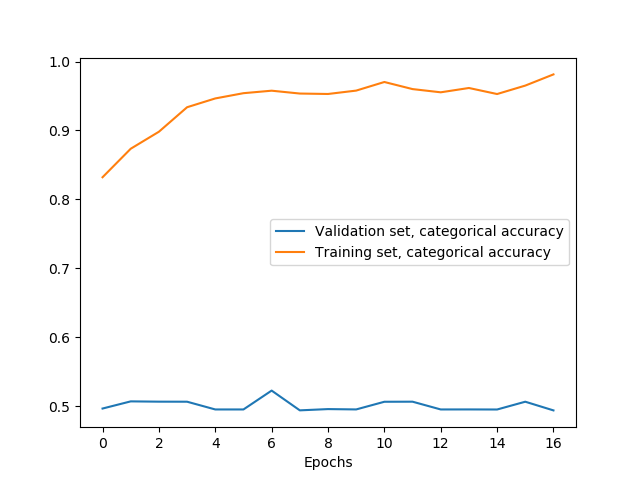 1.0
0.9
0.8
0.7
0.6
0.5
Validation set, categorical accuracy
Training set, categorical accuracy
0 2 4 6 8 10 12 14 16
Epochs